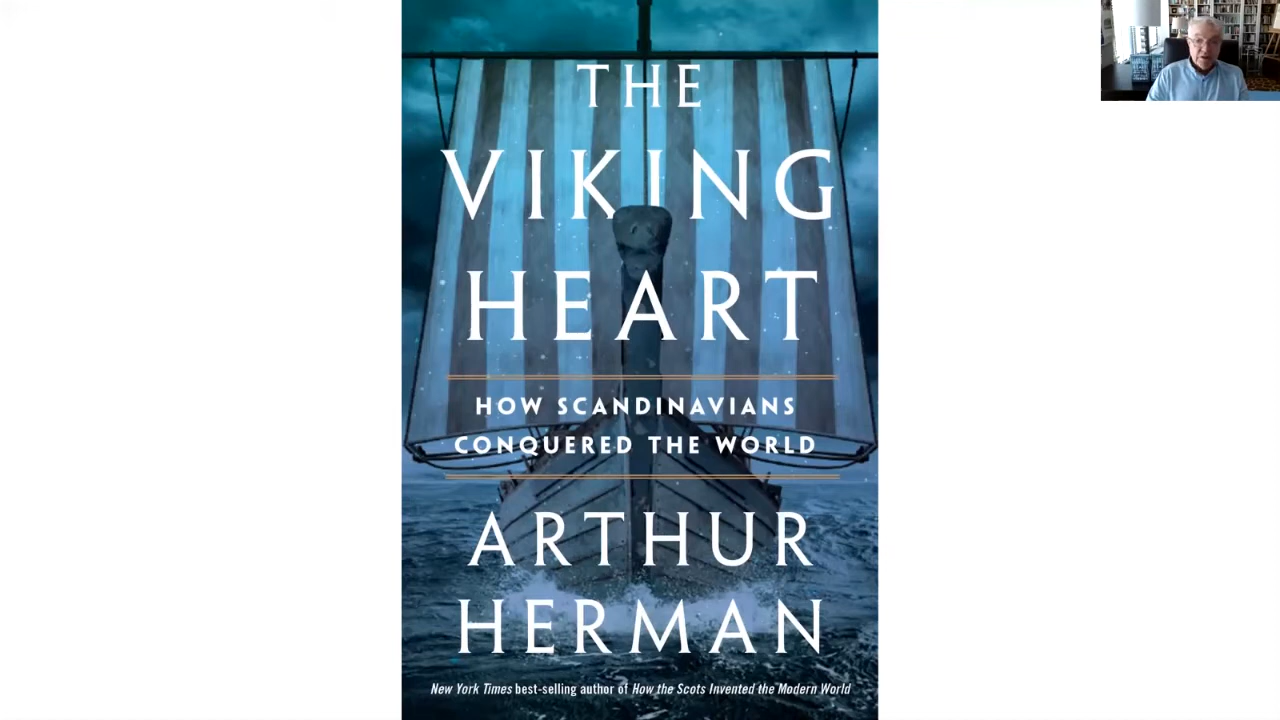 THE
VIKING
HEART
HOW SCANDINAVIANS
CONQUERED THE WORLD
ARTHUR
HERMAN
New York Times best-selling author of How the Scots Invented the Modern World